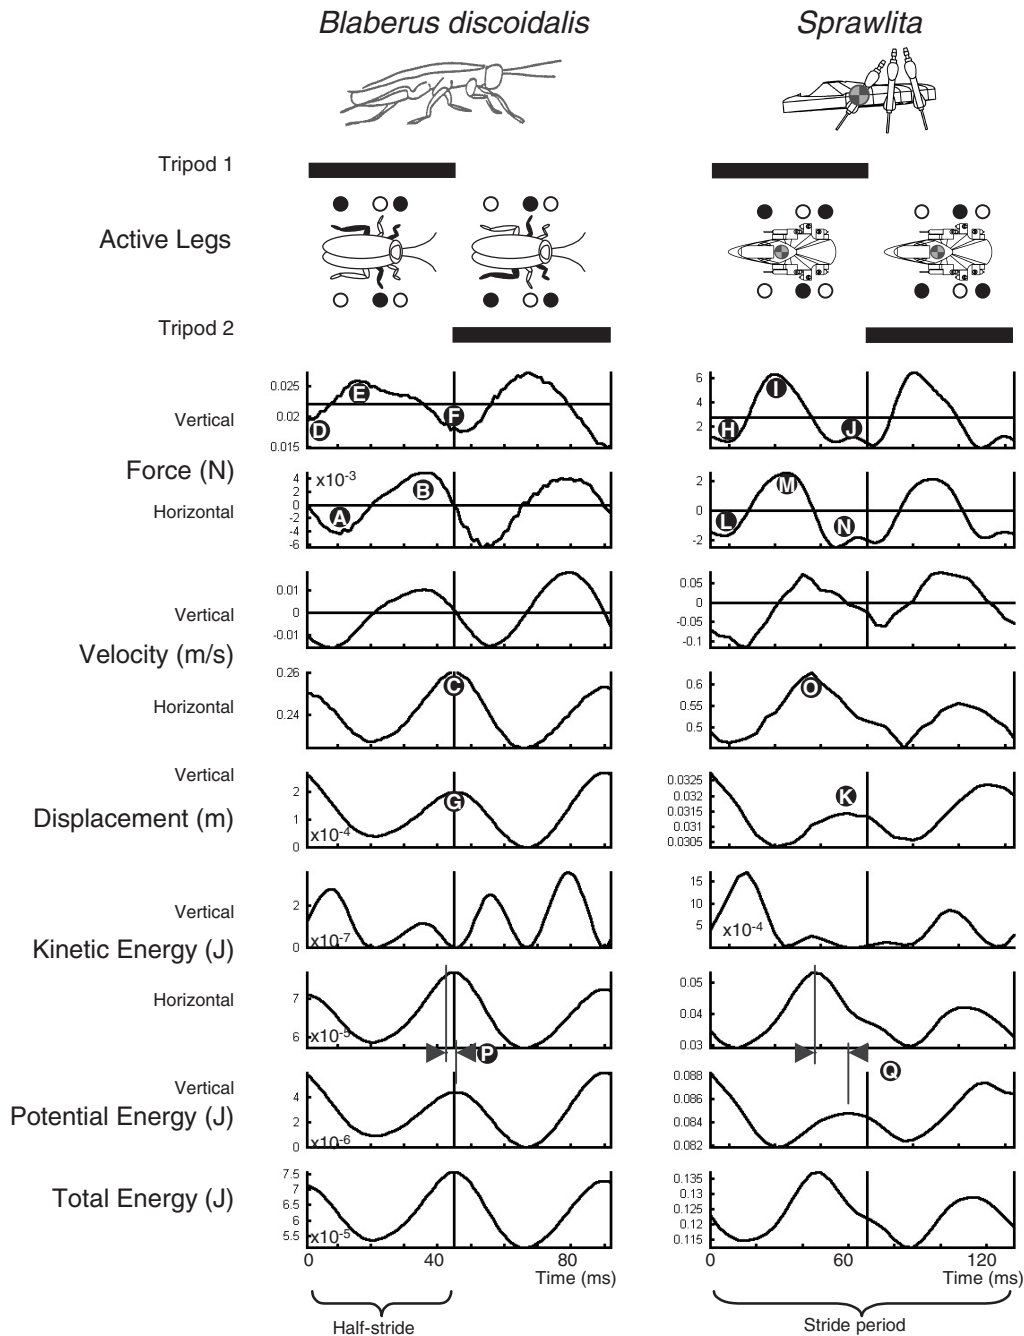 Blaberus discoidalis
Sprawlita
Tripod 1
Active Legs
Tripod 2
Vertical
Force (N)
Horizontal
0.025
0.02
0.015
D
E
F
6
4
2
H
I
J
4
2
0
-2
-4
-6
x10-3
A
B
2
0
-2
L
M
N
Vertical
Velocity (m/s)
Horizontal
0.01
0
-0.01
0.05
0
-0.05
-0.1
0.26
0.24
C
0.6
0.55
0.5
O
Vertical
Displacement (m)
2
1
0
x10-4
G
0.0325
0.032
0.0315
0.031
0.0305
K
Vertical
Kinetic Energy (J)
Horizontal
2
0
x10-7
15
10
5
x10-4
7
6
x10-5
P
0.05
0.04
0.03
Q
Vertical
Potential Energy (J)
4
2
0
x10-6
0.088
0.086
0.084
0.082
Total Energy (J)
7.5
7
6.5
6
5.5
x10-5
0.135
0.13
0.125
0.12
0.115
0 40 80
Time (ms)
0 60 120
Time (ms)
Half-stride
Stride period